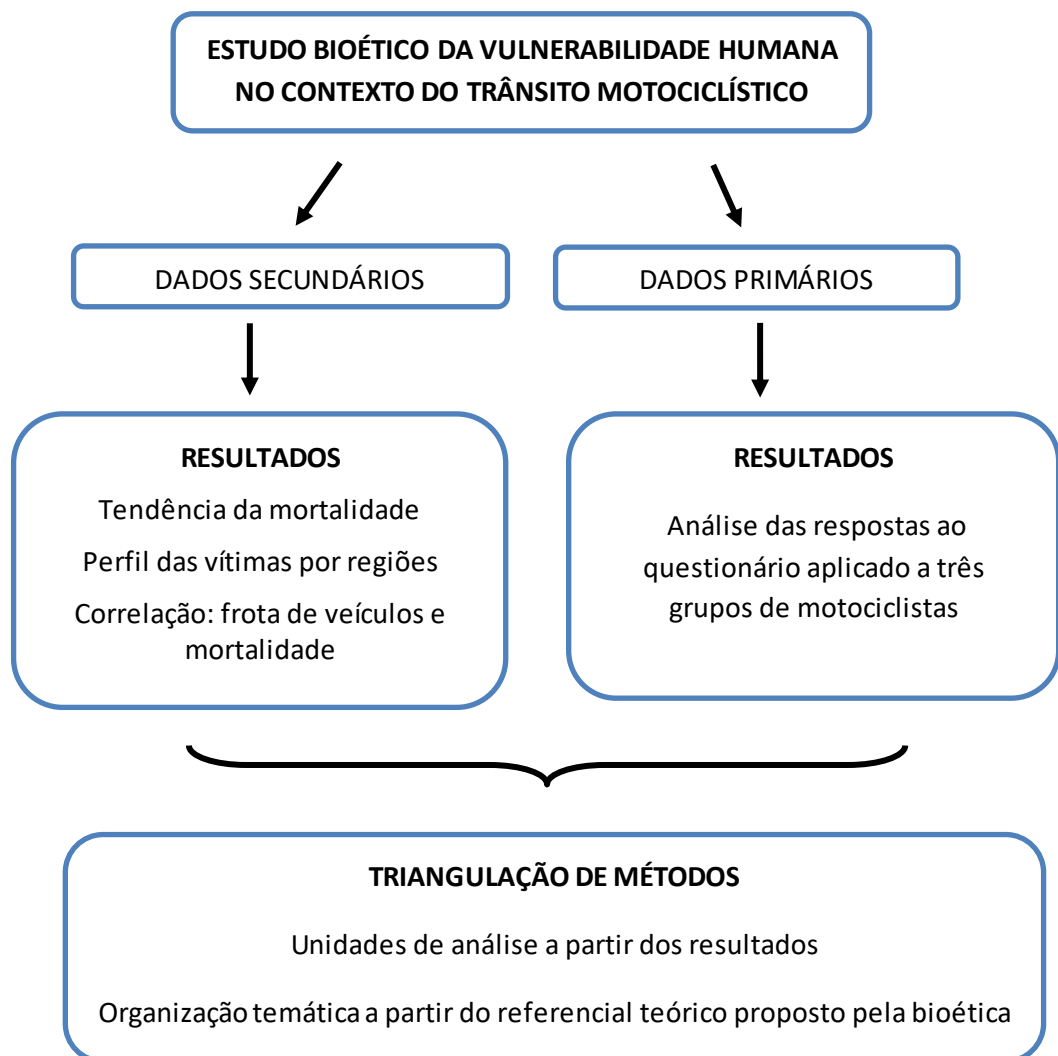 ESTUDO BIOÉTICO DA VULNERABILIDADE HUMANA
NO CONTEXTO DO TRÂNSITO MOTOCICLÍSTICO
DADOS SECUNDÁRIOS
DADOS PRIMÁRIOS
RESULTADOS
Tendência da mortalidade
Perfil das vítimas por regiões
Correlação: frota de veículos e
mortalidade
RESULTADOS
Análise das respostas ao
questionário aplicado a três
grupos de motociclistas
TRIANGULAÇÃO DE MÉTODOS
Unidades de análise a partir dos resultados
Organização temática a partir do referencial teórico proposto pela bioética